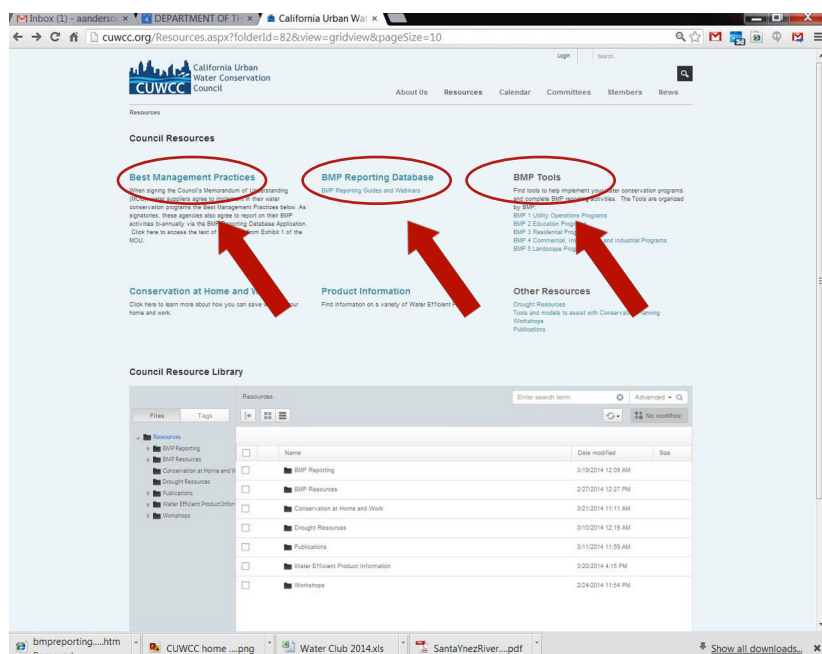 Inbox (1) - aanderson
DEPARTMENT OF TH
California Urban Wat
cuwcc.org/Resources.aspx?folderId=82&view=gridview&pageSize=10
Login
Search..
California Urban
Water Conservation
Council
CUWCC
About Us Resources Calendar Committees Members News
Resources
Council Resources
Best Management Practices
When signing the Council's Memorandum of Understanding
(MOU), water suppliers agree to implement in their water
conservation programs the Best Management Practices below. As
signatories, these agencies also agree to report on their BMP
activities bi-annually via the BMP Reporting Database Application.
Click here to access the text of from Exhibit 1 of the
MOU.
BMP Reporting Database
BMP Reporting Guides and Webinars
BMP Tools
Find tools to help implement your water conservation programs
and complete BMP reporting activities. The Tools are organized
by BMP:
BMP 1 Utility Operations Programs
BMP 2 Education Programs
BMP 3 Residential Prog
BMP 4 Commercial, Ins and Industrial Programs
BMP 5 Landscape Prog
Conservation at Home and W
Click here to learn more about how you can save our
home and work.
Product Information
Find information on a variety of Water Efficient P
Other Resources
Drought Resources
Tools and models to assist with Conservation Planning
Workshops
Publications
Council Resource Library
Resources
Enter search term
Advanced
Files Tags
No workflow
Resources
BMP Reporting
BMP Resources
Conservation at Home and W
Drought Resources
Publications
Water Efficient Product Inform
Workshops
Name Date modified Size
BMP Reporting 3/19/2014 12:09 AM
BMP Resources 2/27/2014 12:27 PM
Conservation at Home and Work 3/21/2014 11:11 AM
Drought Resources 3/10/2014 12:19 AM
Publications 3/11/2014 11:59 AM
Water Efficient Product Information 3/20/2014 4:15 PM
Workshops 2/24/2014 11:54 PM
bmpreporting.....htm
CUWCC home ....png
Water Club 2014.xls
SantaYnezRiver....pdf
Show all downloads...